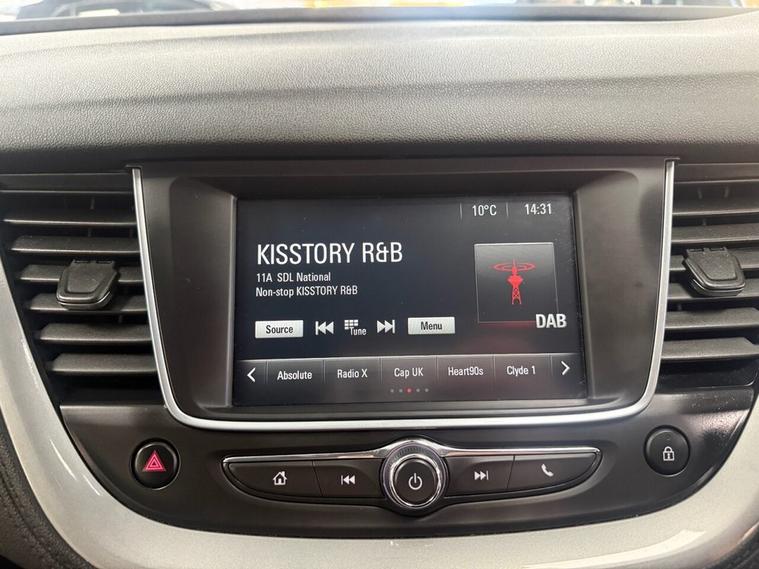 10°C 14:31
KISSTORY R&B
11A SDL National
Non-stop KISSTORY R&B
DAB
Source Tune Menu
Absolute Radio X Cap UK Heart90s Clyde 1